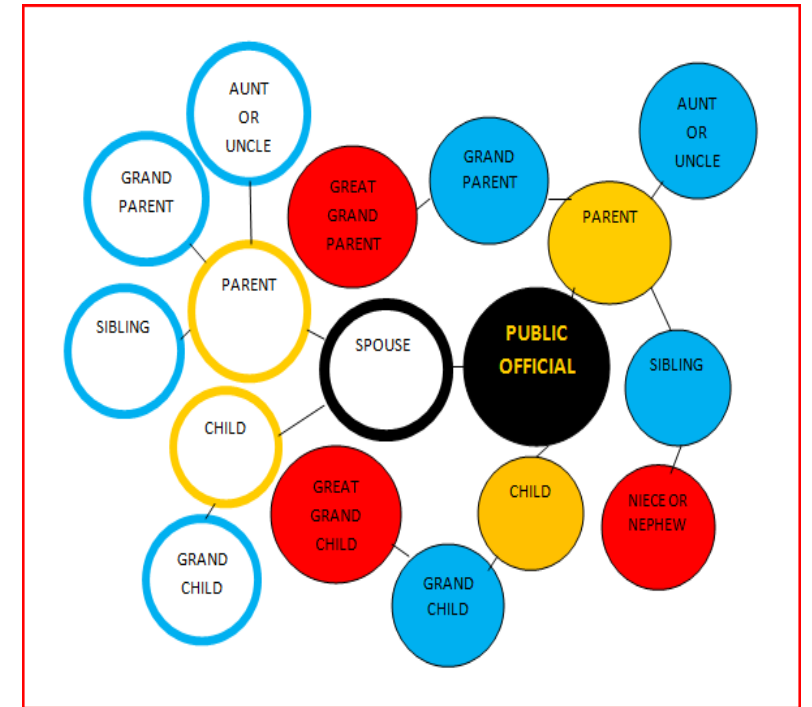 AUNT
OR
UNCLE
AUNT
OR
UNCLE
GRAND
PARENT
GRAND
PARENT
GREAT
GRAND
PARENT
PARENT
PARENT
SIBLING
SPOUSE
PUBLIC
OFFICIAL
SIBLING
CHILD
GREAT
GRAND
CHILD
CHILD
NIECE OR
NEPHEW
GRAND
CHILD
GRAND
CHILD